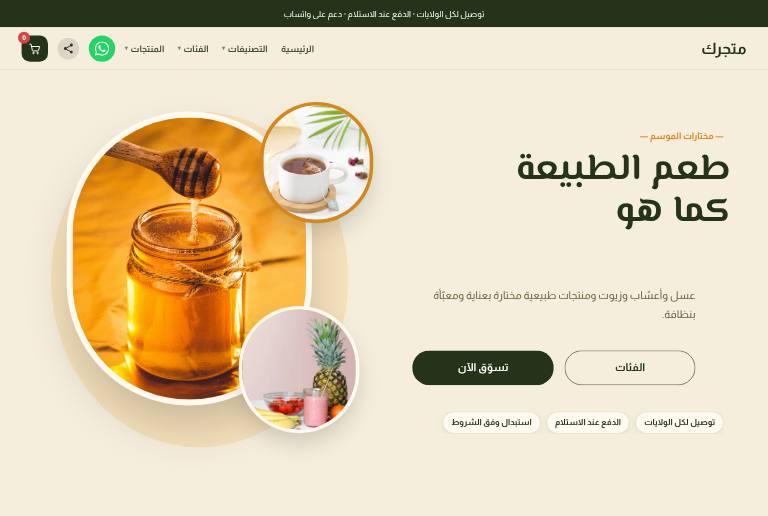 توصيل لكل الولايات • الدفع عند الاستلام • دعم على واتساب
متجرك
الرئيسية
التصنيفات
الفئات
المنتجات
0
— مختارات الموسم —
طعم الطبيعة
كما هو
عسل وأعشاب وزيوت ومنتجات طبيعية مختارة بعناية ومعبّأة
بنظافة.
الفئات
تسوّق الآن
توصيل لكل الولايات
الدفع عند الاستلام
استبدال وفق الشروط